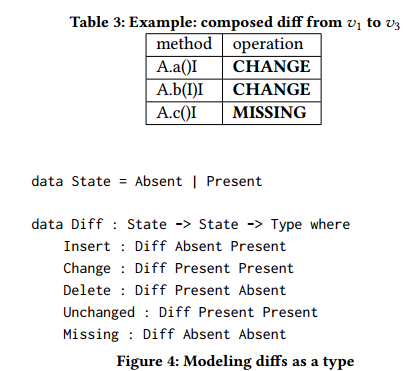 Table 3: Example: composed diff from v₁ to v₃
method operation
A.a()I CHANGE
A.b(I)I CHANGE
A.c()I MISSING
data State = Absent | Present
data Diff : State -> State -> Type where
Insert : Diff Absent Present
Change : Diff Present Present
Delete : Diff Present Absent
Unchanged : Diff Present Present
Missing : Diff Absent Absent
Figure 4: Modeling diffs as a type